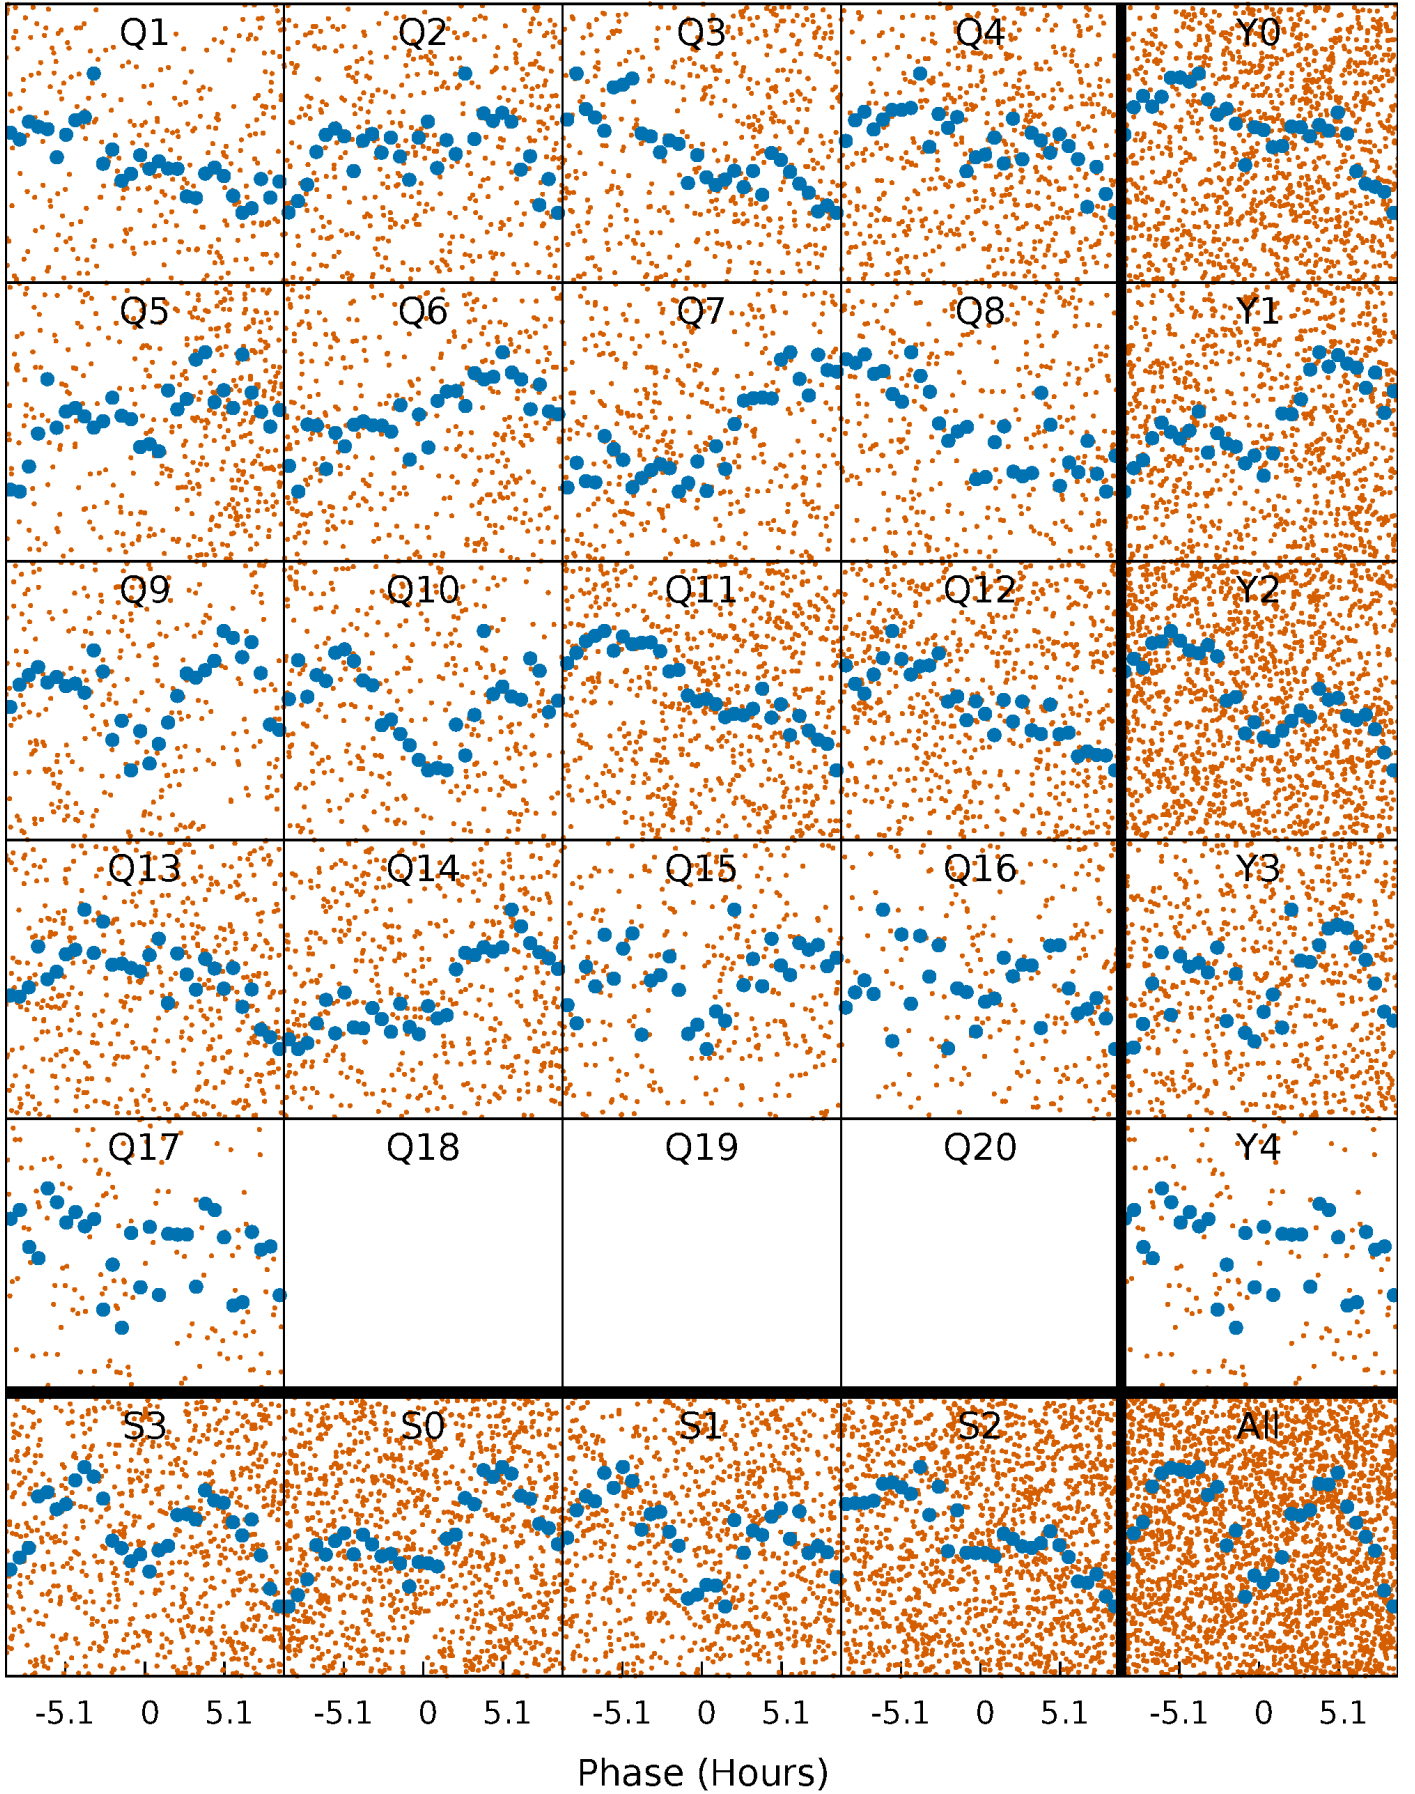 Q1 Q2 Q3 Q4 Y0
Q5 Q6 Q7 Q8 Y1
Q9 Q10 Q11 Q12 Y2
Q13 Q14 Q15 Q16 Y3
Q17 Q18 Q19 Q20 Y4
S3 S0 S1 S2 All
-5.1 0 5.1 -5.1 0 5.1 -5.1 0 5.1 -5.1 0 5.1 -5.1 0 5.1
Phase (Hours)